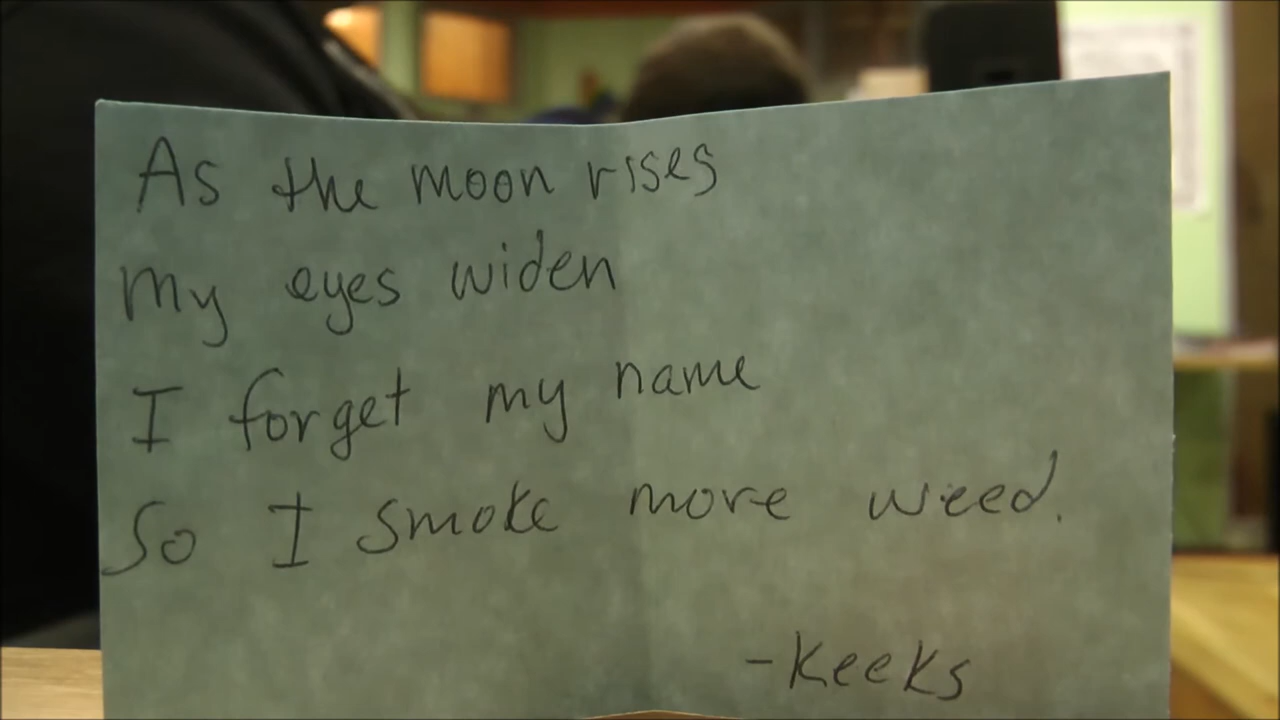 As the moon rises
my eyes widen
I forget my name
So I smoke more weed.
-Keeks